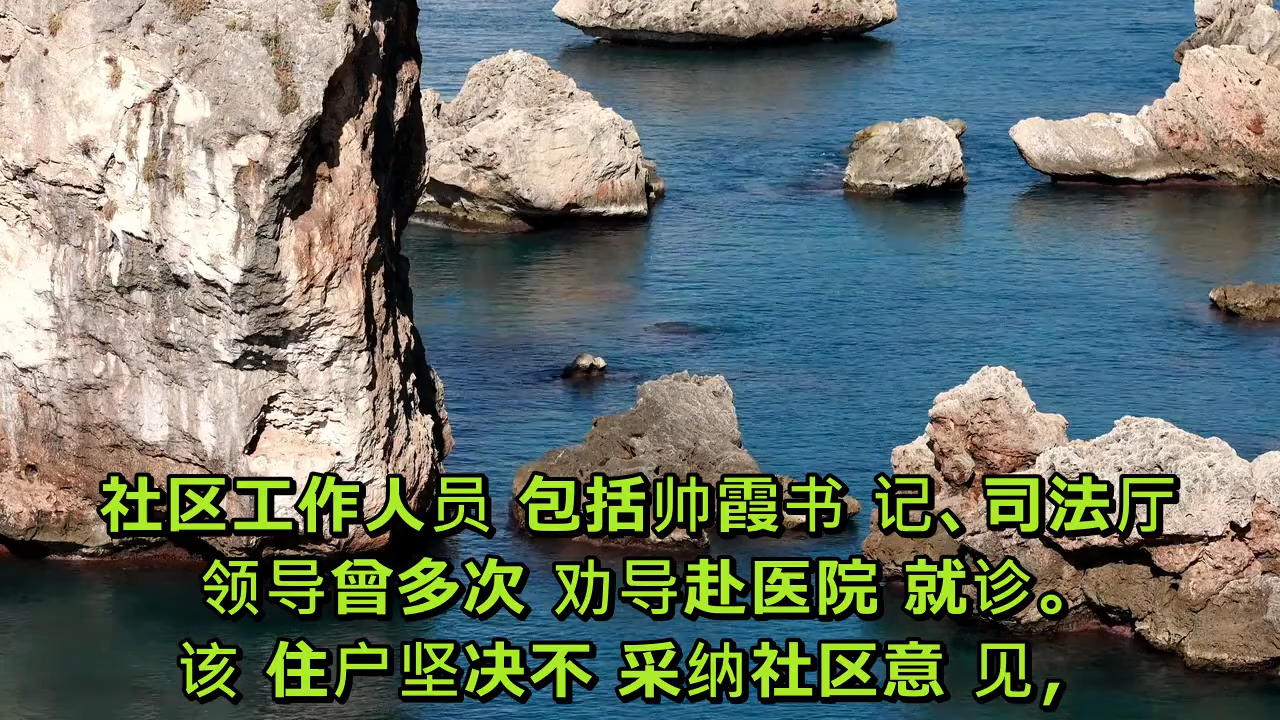 社区工作人员 包括帅霞书 记、司法厅
领导曾多次 劝导赴医院 就诊。
该 住户坚决不 采纳社区意 见,